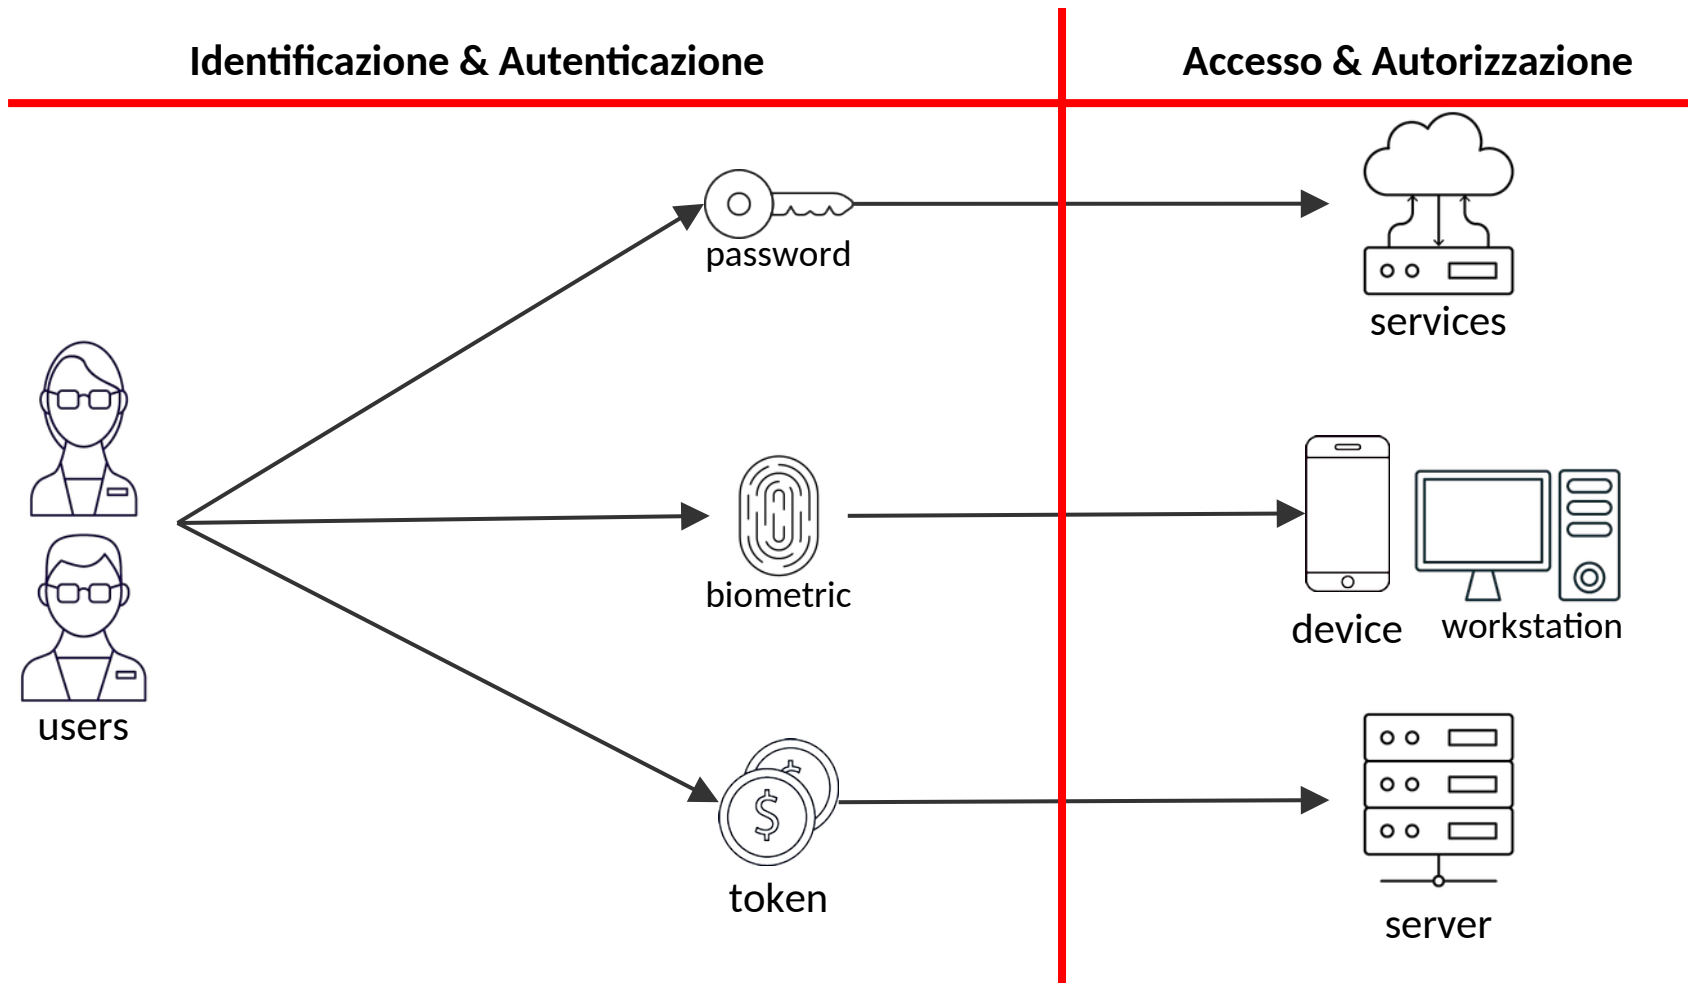 Identificazione & Autenticazione
Accesso & Autorizzazione
password
services
users
biometric
device
workstation
token
server
$
$